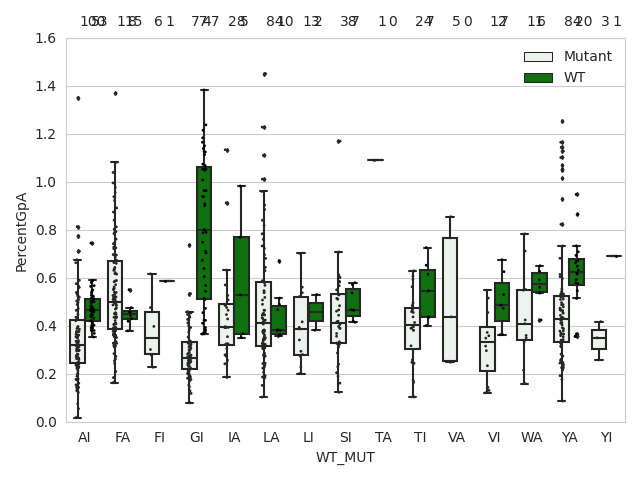 6 1 1 0 5 0 3 1
1.6
1.4
1.2
1.0
0.8
0.6
0.4
0.2
0.0
PercentGpA
Mutant
WT
AI FA FI GI IA LA LI SI TA TI VA VI WA YA YI
WT_MUT